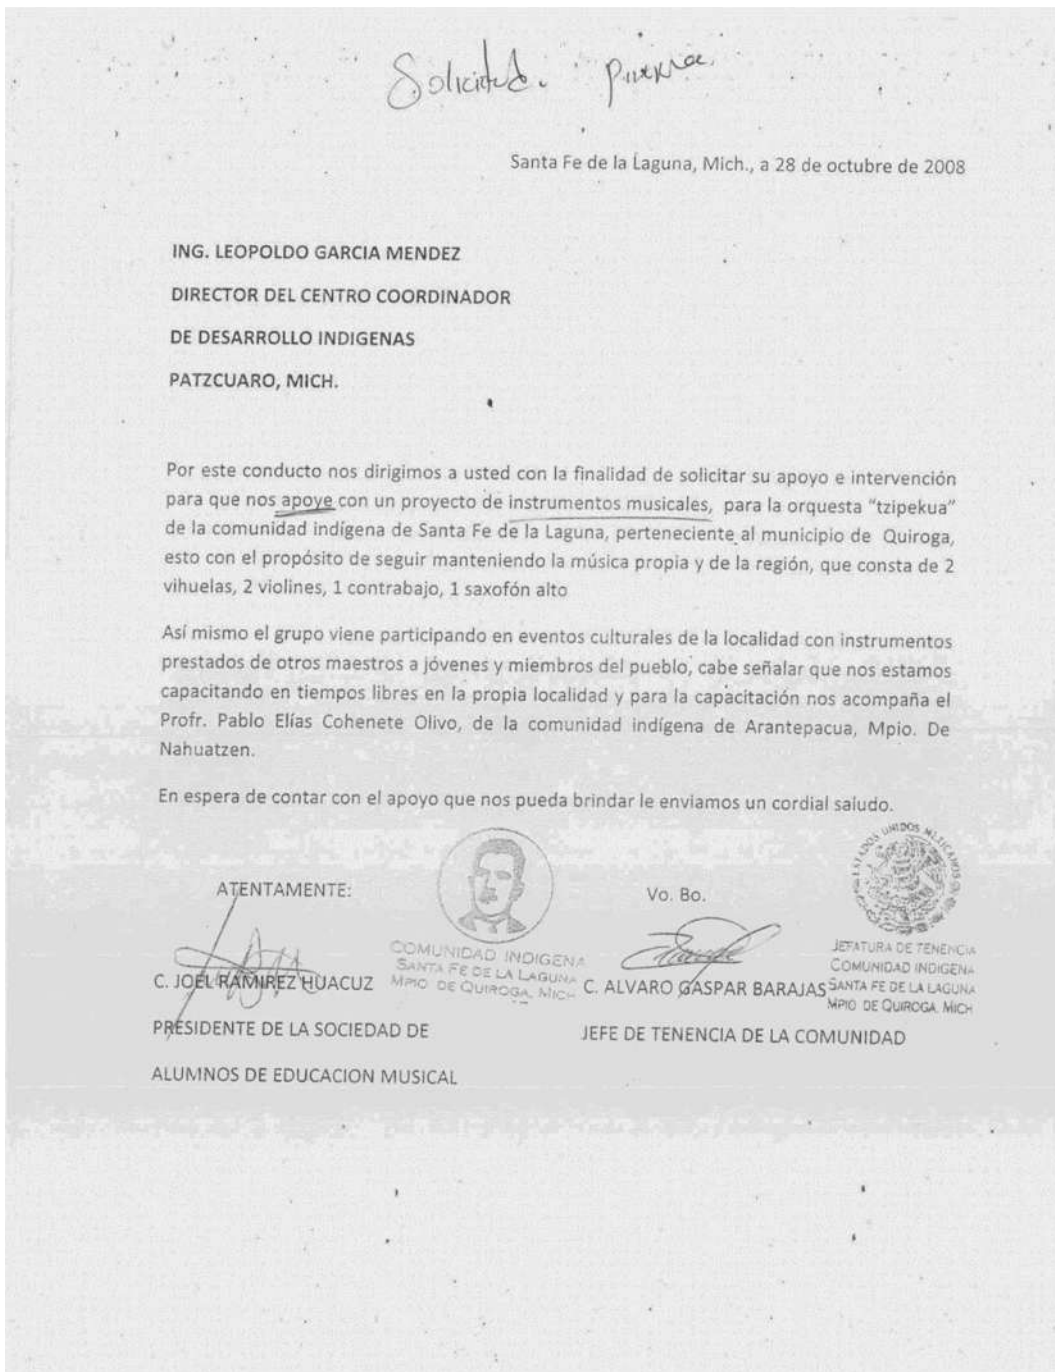 Solicitud.
Santa Fe de la Laguna, Mich., a 28 de octubre de 2008
ING. LEOPOLDO GARCIA MENDEZ
DIRECTOR DEL CENTRO COORDINADOR
DE DESARROLLO INDIGENAS
PATZCUARO, MICH.
Por este conducto nos dirigimos a usted con la finalidad de solicitar su apoyo e intervención
para que nos apoye con un proyecto de instrumentos musicales, para la orquesta "tzipekua"
de la comunidad indígena de Santa Fe de la Laguna, perteneciente al municipio de Quiroga,
esto con el propósito de seguir manteniendo la música propia y de la región, que consta de 2
vihuelas, 2 violines, 1 contrabajo, 1 saxofón alto
Así mismo el grupo viene participando en eventos culturales de la localidad con instrumentos
prestados de otros maestros a jóvenes y miembros del pueblo, cabe señalar que nos estamos
capacitando en tiempos libres en la propia localidad y para la capacitación nos acompaña el
Profr. Pablo Elías Cohenete Olivo, de la comunidad indígena de Arantepacua, Mpio. De
Nahuatzen.
En espera de contar con el apoyo que nos pueda brindar le enviamos un cordial saludo.
ATENTAMENTE:
C. JOEL RAMIREZ HUACUZ
PRESIDENTE DE LA SOCIEDAD DE
ALUMNOS DE EDUCACION MUSICAL
COMUNIDAD INDIGENA
SANTA FE DE LA LAGUNA
MPIO DE QUIROGA, MICH
Vo. Bo.
C. ALVARO GASPAR BARAJAS
JEFE DE TENENCIA DE LA COMUNIDAD
ESTADOS UNIDOS MEXICANOS
JEFATURA DE TENENCIA
COMUNIDAD INDIGENA
SANTA FE DE LA LAGUNA
MPIO DE QUIROGA, MICH